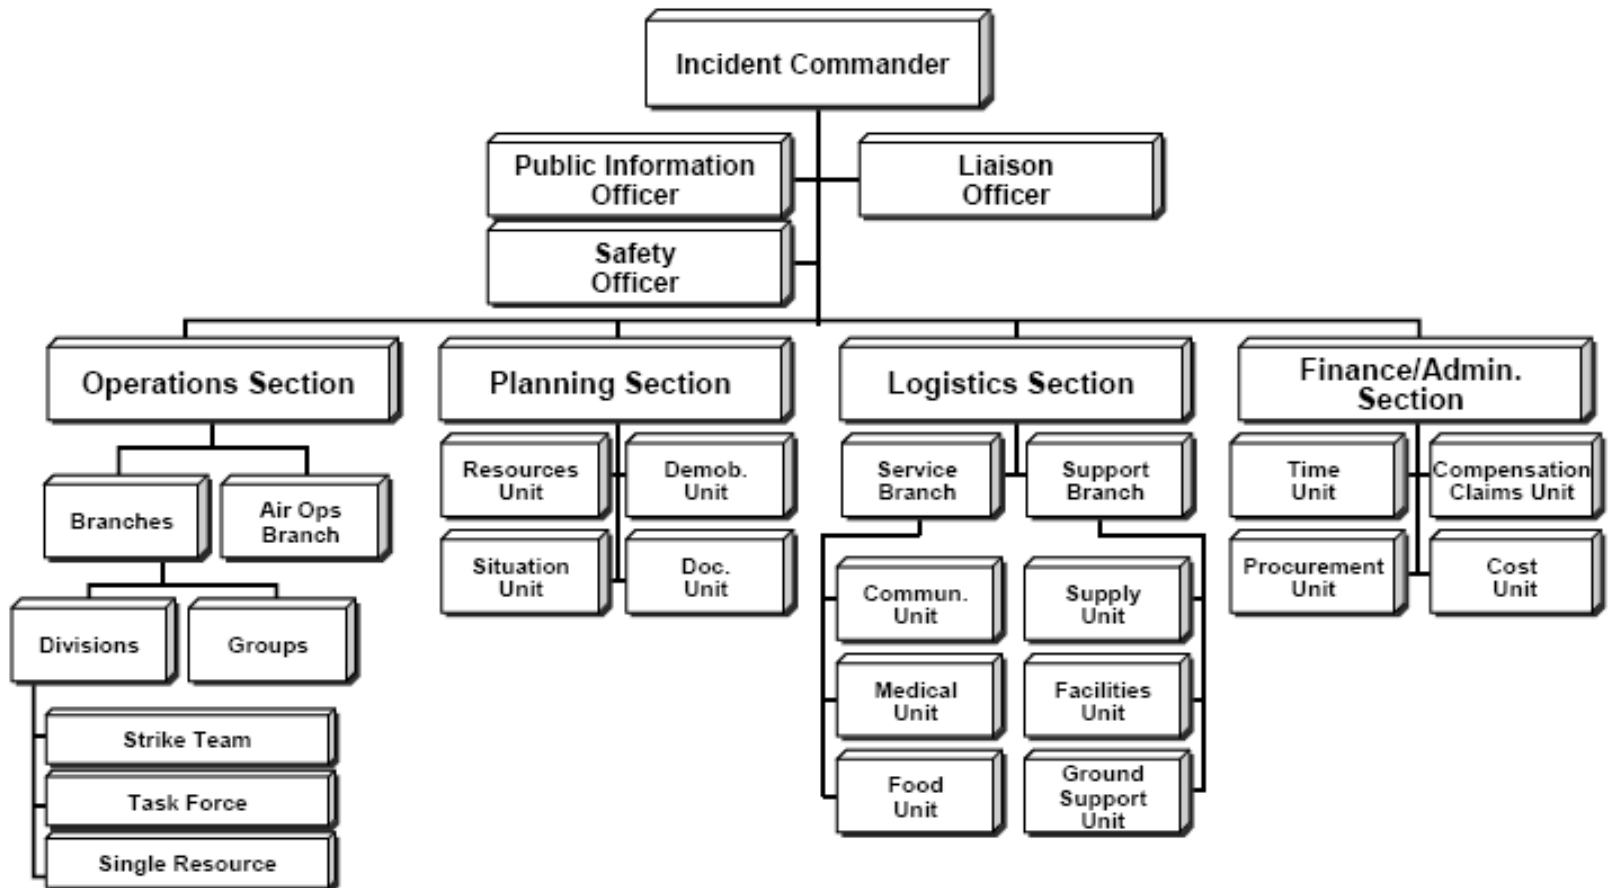 Incident Commander
Public Information
Officer
Liaison
Officer
Safety
Officer
Operations Section
Planning Section
Logistics Section
Finance/Admin.
Section
Branches
Air Ops
Branch
Divisions
Groups
Strike Team
Task Force
Single Resource
Resources
Unit
Demob.
Unit
Situation
Unit
Doc.
Unit
Service
Branch
Support
Branch
Commun.
Unit
Supply
Unit
Medical
Unit
Facilities
Unit
Food
Unit
Ground
Support
Unit
Time
Unit
Compensation
Claims Unit
Procurement
Unit
Cost
Unit